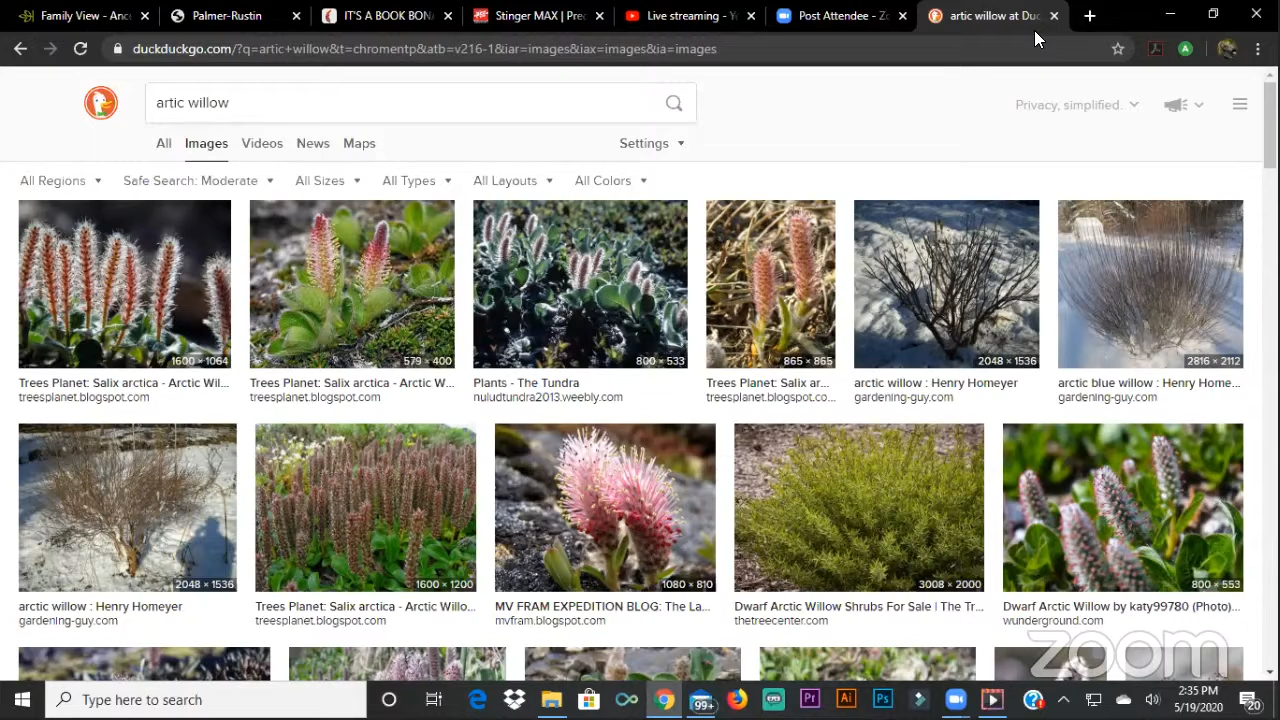 Family View - Anc
Palmer-Rustin
IT'S A BOOK BONA
Stinger MAX | Prec
Live streaming - Yo
Post Attendee - Zo
artic willow at Duc
duckduckgo.com/?q=artic+willow&t=chromentp&atb=v216-1&iar=images&iax=images&ia=images
artic willow
Privacy, simplified.
All Images Videos News Maps Settings
All Regions Safe Search: Moderate All Sizes All Types All Layouts All Colors
1600 × 1064
579 × 400
800 × 533
865 × 865
2048 × 1536
2816 × 2112
Trees Planet: Salix arctica - Arctic Wil...
treesplanet.blogspot.com
Trees Planet: Salix arctica - Arctic W...
treesplanet.blogspot.com
Plants - The Tundra
nuludtundra2013.weebly.com
Trees Planet: Salix ar...
treesplanet.blogspot.co...
arctic willow : Henry Homeyer
gardening-guy.com
arctic blue willow : Henry Home...
gardening-guy.com
2048 × 1536
1600 × 1200
1080 × 810
3008 × 2000
800 × 553
arctic willow : Henry Homeyer
gardening-guy.com
Trees Planet: Salix arctica - Arctic Willo...
treesplanet.blogspot.com
MV FRAM EXPEDITION BLOG: The La...
mvfram.blogspot.com
Dwarf Arctic Willow Shrubs For Sale | The Tr...
thetreecenter.com
Dwarf Arctic Willow by katy99780 (Photo)...
wunderground.com
zoom
Type here to search
99+
Pr
Ai
Ps
2:35 PM
5/19/2020
20